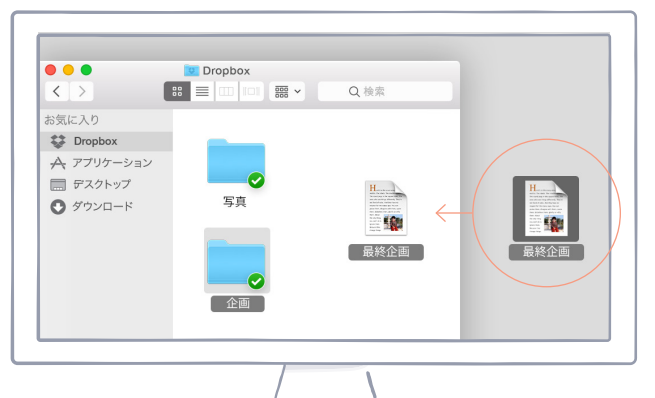 Dropbox
検索
お気に入り
Dropbox
アプリケーション
デスクトップ
ダウンロード
写真
企画
最終企画
最終企画